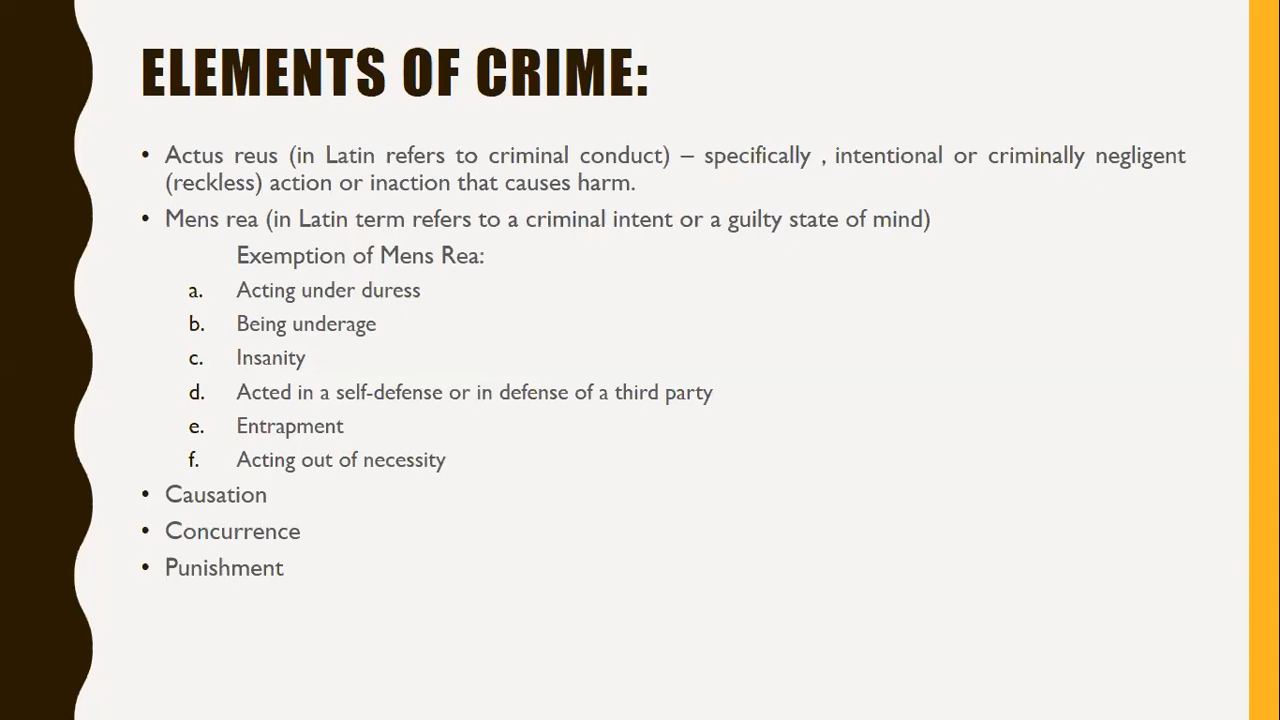 ELEMENTS OF CRIME:
• Actus reus (in Latin refers to criminal conduct) – specifically , intentional or criminally negligent
(reckless) action or inaction that causes harm.
• Mens rea (in Latin term refers to a criminal intent or a guilty state of mind)
Exemption of Mens Rea:
a. Acting under duress
b. Being underage
c. Insanity
d. Acted in a self-defense or in defense of a third party
e. Entrapment
f. Acting out of necessity
• Causation
• Concurrence
• Punishment